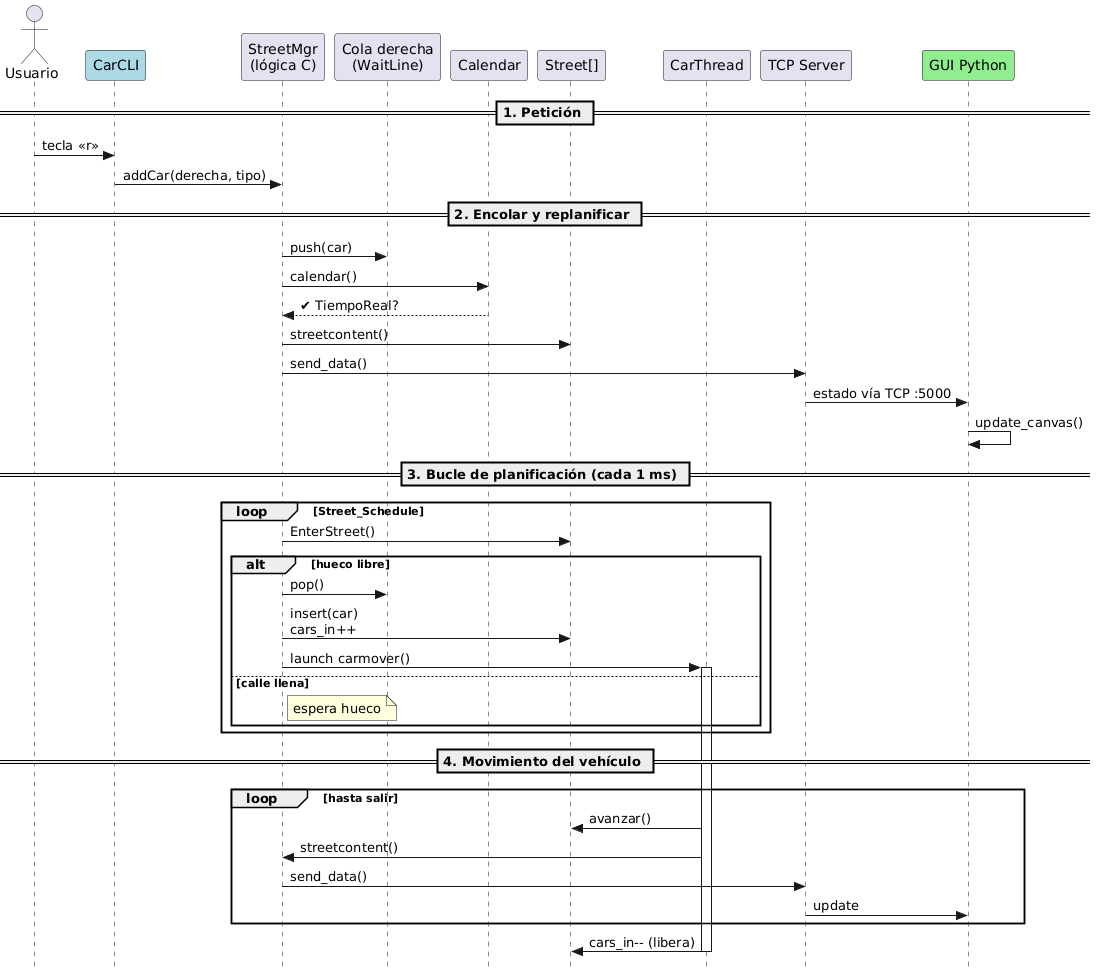 Usuario
CarCLI
StreetMgr
(lógica C)
Cola derecha
(WaitLine)
Calendar
Street[]
CarThread
TCP Server
GUI Python
1. Petición
tecla «r»
addCar(derecha, tipo)
2. Encolar y replanificar
push(car)
calendar()
✔ TiempoReal?
streetcontent()
send_data()
estado vía TCP :5000
update_canvas()
3. Bucle de planificación (cada 1 ms)
loop [Street_Schedule]
EnterStreet()
alt [hueco libre]
pop()
insert(car)
cars_in++
launch carmover()
[calle llena]
espera hueco
4. Movimiento del vehículo
loop [hasta salir]
avanzar()
streetcontent()
send_data()
update
cars_in-- (libera)